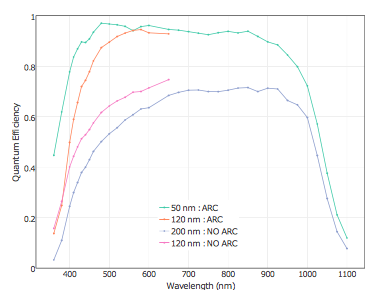 1
0.8
0.6
0.4
0.2
0
Quantum Efficiency
50 nm : ARC
120 nm : ARC
200 nm : NO ARC
120 nm : NO ARC
400
500
600
700
800
900
1000
1100
Wavelength (nm)